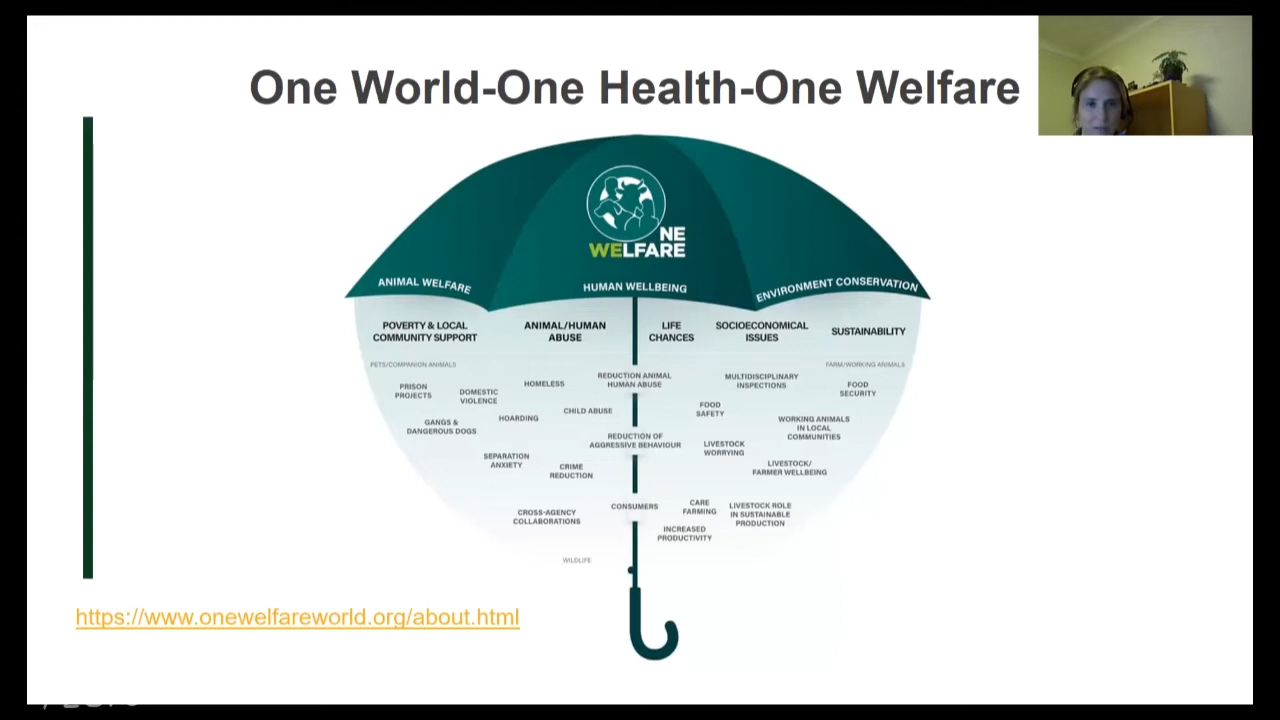 One World-One Health-One Welfare
NE
WELFARE
ANIMAL WELFARE
HUMAN WELLBEING
ENVIRONMENT CONSERVATION
POVERTY & LOCAL
COMMUNITY SUPPORT
ANIMAL/HUMAN
ABUSE
LIFE
CHANCES
SOCIOECONOMICAL
ISSUES
SUSTAINABILITY
PETS/COMPANION ANIMALS
FARM/WORKING ANIMALS
PRISON
PROJECTS
DOMESTIC
VIOLENCE
HOMELESS
REDUCTION ANIMAL
HUMAN ABUSE
MULTIDISCIPLINARY
INSPECTIONS
FOOD
SECURITY
GANGS &
DANGEROUS DOGS
HOARDING
CHILD ABUSE
FOOD
SAFETY
WORKING ANIMALS
IN LOCAL
COMMUNITIES
REDUCTION OF
AGGRESSIVE BEHAVIOUR
LIVESTOCK
WORRYING
SEPARATION
ANXIETY
CRIME
REDUCTION
LIVESTOCK/
FARMER WELLBEING
CROSS-AGENCY
COLLABORATIONS
CONSUMERS
CARE
FARMING
LIVESTOCK ROLE
IN SUSTAINABLE
PRODUCTION
INCREASED
PRODUCTIVITY
WILDLIFE
https://www.onewelfareworld.org/about.html